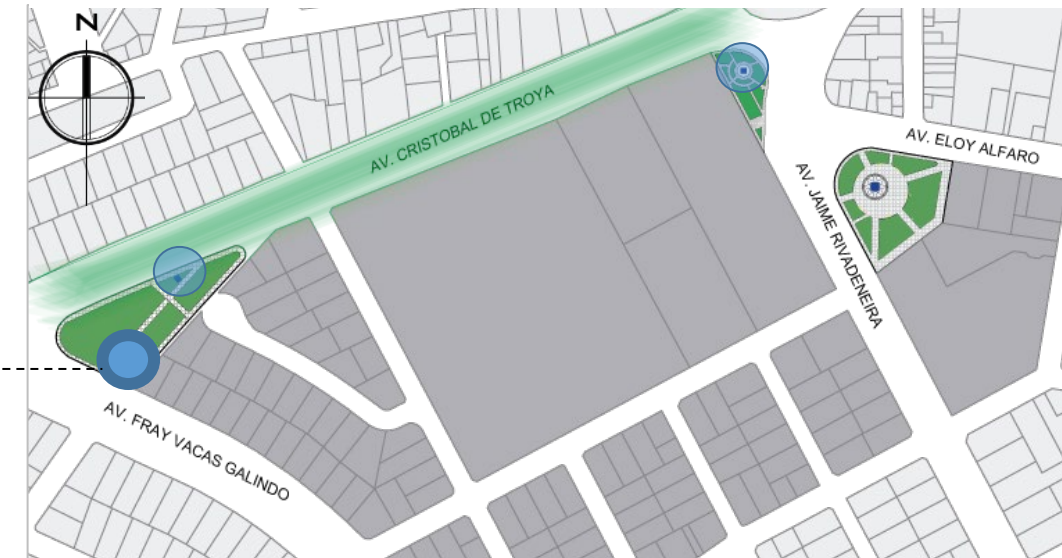 N
AV. CRISTOBAL DE TROYA
AV. ELOY ALFARO
AV. JAIME RIVADENEIRA
AV. FRAY VACAS GALINDO